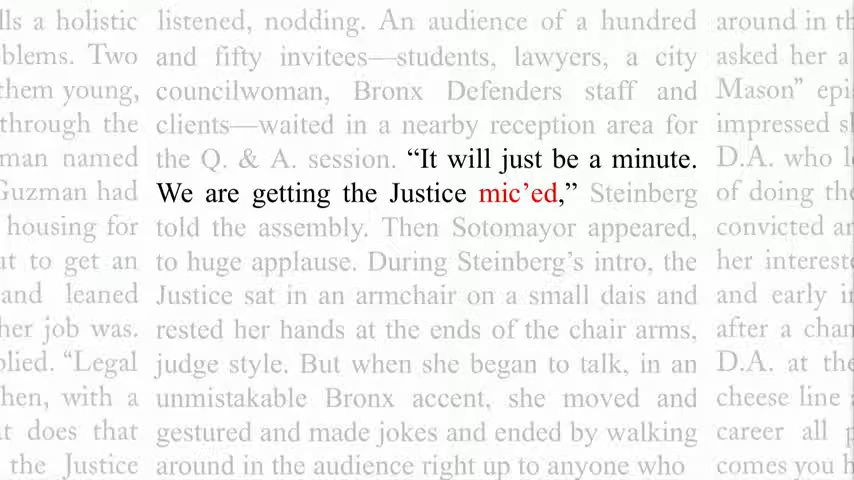 lls a holistic
blems. Two
them young,
through the
man named
Guzman had
housing for
at to get an
and leaned
her job was.
plied. “Legal
hen, with a
t does that
the Justice
listened, nodding. An audience of a hundred
and fifty invitees—students, lawyers, a city
councilwoman, Bronx Defenders staff and
clients—waited in a nearby reception area for
the Q. & A. session. “It will just be a minute.
We are getting the Justice mic’ed,” Steinberg
told the assembly. Then Sotomayor appeared,
to huge applause. During Steinberg’s intro, the
Justice sat in an armchair on a small dais and
rested her hands at the ends of the chair arms,
judge style. But when she began to talk, in an
unmistakable Bronx accent, she moved and
gestured and made jokes and ended by walking
around in the audience right up to anyone who
around in th
asked her a
Mason” epi
impressed s
D.A. who l
of doing the
convicted an
her intereste
and early i
after a chan
D.A. at the
cheese line
career all p
comes you h